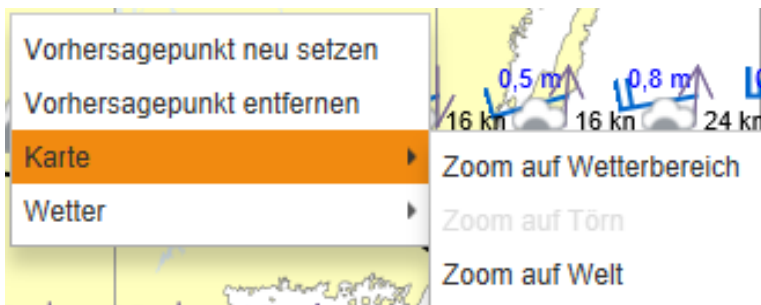 Vorhersagepunkt neu setzen
Vorhersagepunkt entfernen
Karte
Wetter
0,5 m
0,8 m
16 kn
16 kn
24 kn
Zoom auf Wetterbereich
Zoom auf Törn
Zoom auf Welt